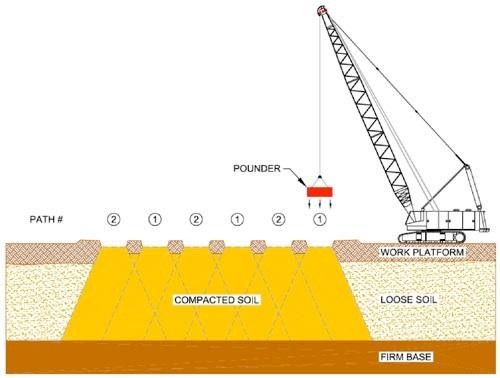 POUNDER
PATH # 2 1 2 1 2 1
WORK PLATFORM
COMPACTED SOIL LOOSE SOIL
FIRM BASE